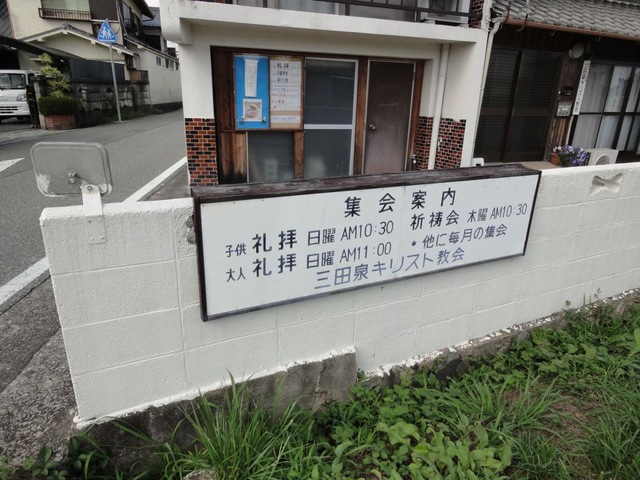 集会案内
子供 礼拝 日曜 AM10:30 祈祷会 木曜 AM10:30
大人 礼拝 日曜 AM11:00 *他に毎月の集会
三田泉キリスト教会
礼拝